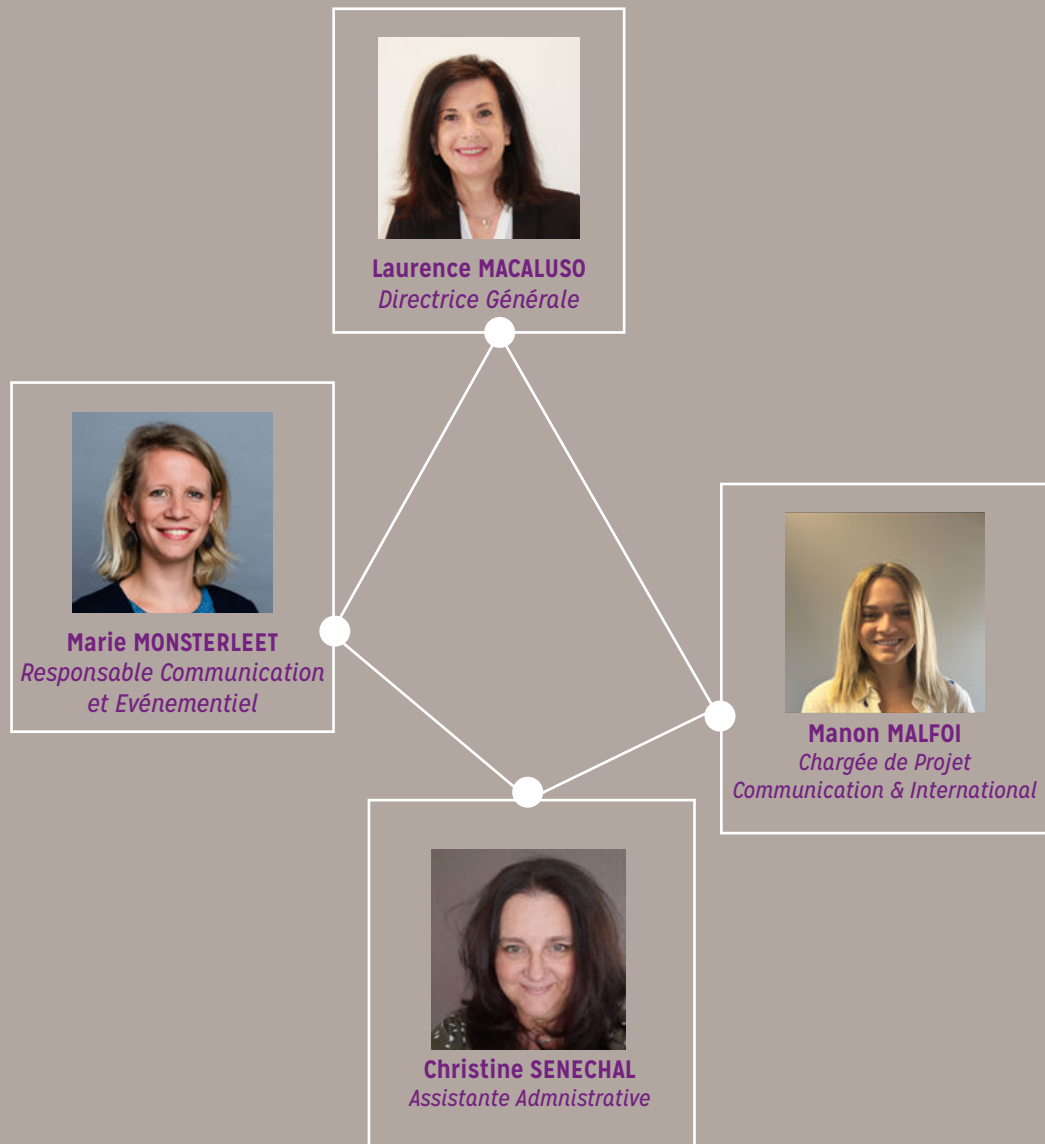 Laurence MACALUSO
Directrice Générale
Marie MONSTERLEET
Responsable Communication
et Evénementiel
Manon MALFOI
Chargée de Projet
Communication & International
Christine SENECHAL
Assistante Admnistrative